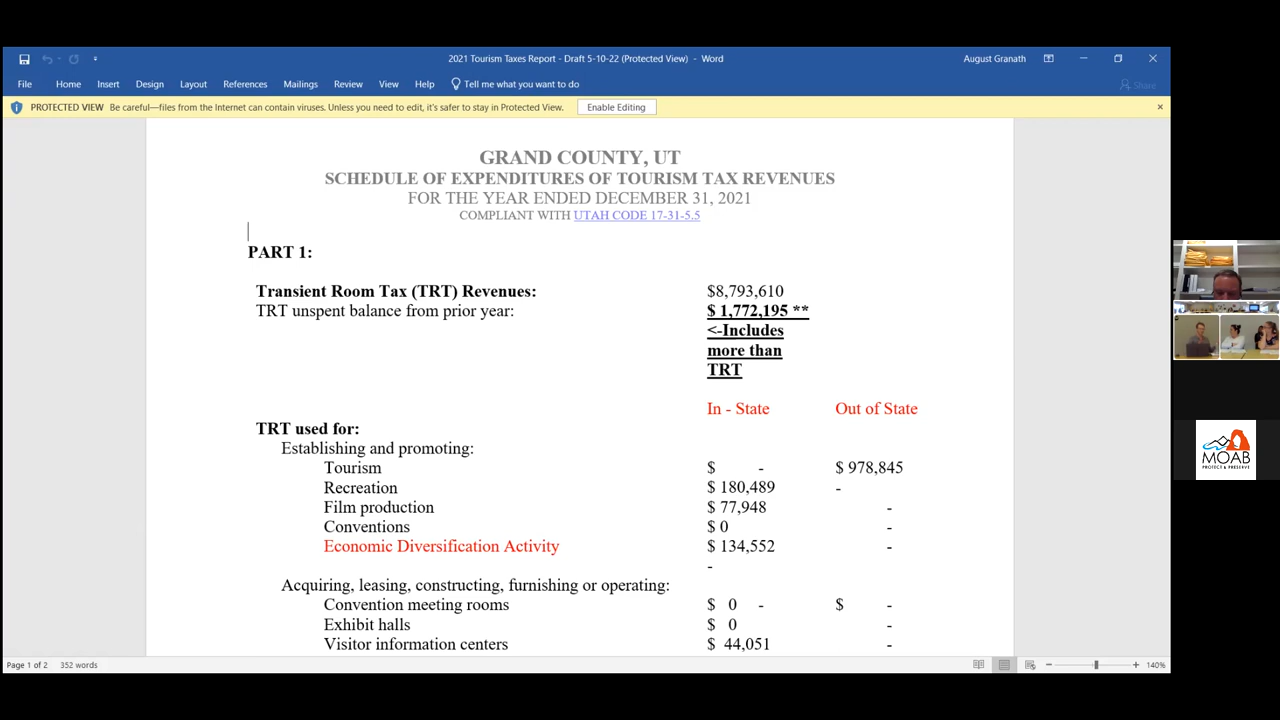 2021 Tourism Taxes Report - Draft 5-10-22 (Protected View) - Word
August Granath
File Home Insert Design Layout References Mailings Review View Help Tell me what you want to do
Share
PROTECTED VIEW Be careful—files from the Internet can contain viruses. Unless you need to edit, it's safer to stay in Protected View. Enable Editing
GRAND COUNTY, UT
SCHEDULE OF EXPENDITURES OF TOURISM TAX REVENUES
FOR THE YEAR ENDED DECEMBER 31, 2021
COMPLIANT WITH UTAH CODE 17-31-5.5
PART 1:
Transient Room Tax (TRT) Revenues: $8,793,610
TRT unspent balance from prior year: $ 1,772,195 **
<-Includes
more than
TRT
In - State Out of State
TRT used for:
Establishing and promoting:
Tourism $ - $ 978,845
Recreation $ 180,489 -
Film production $ 77,948 -
Conventions $ 0 -
Economic Diversification Activity $ 134,552 -
-
Acquiring, leasing, constructing, furnishing or operating:
Convention meeting rooms $ 0 - $ -
Exhibit halls $ 0 -
Visitor information centers $ 44,051 -
MOAB
PROTECT & PRESERVE
Page 1 of 2 352 words 140%